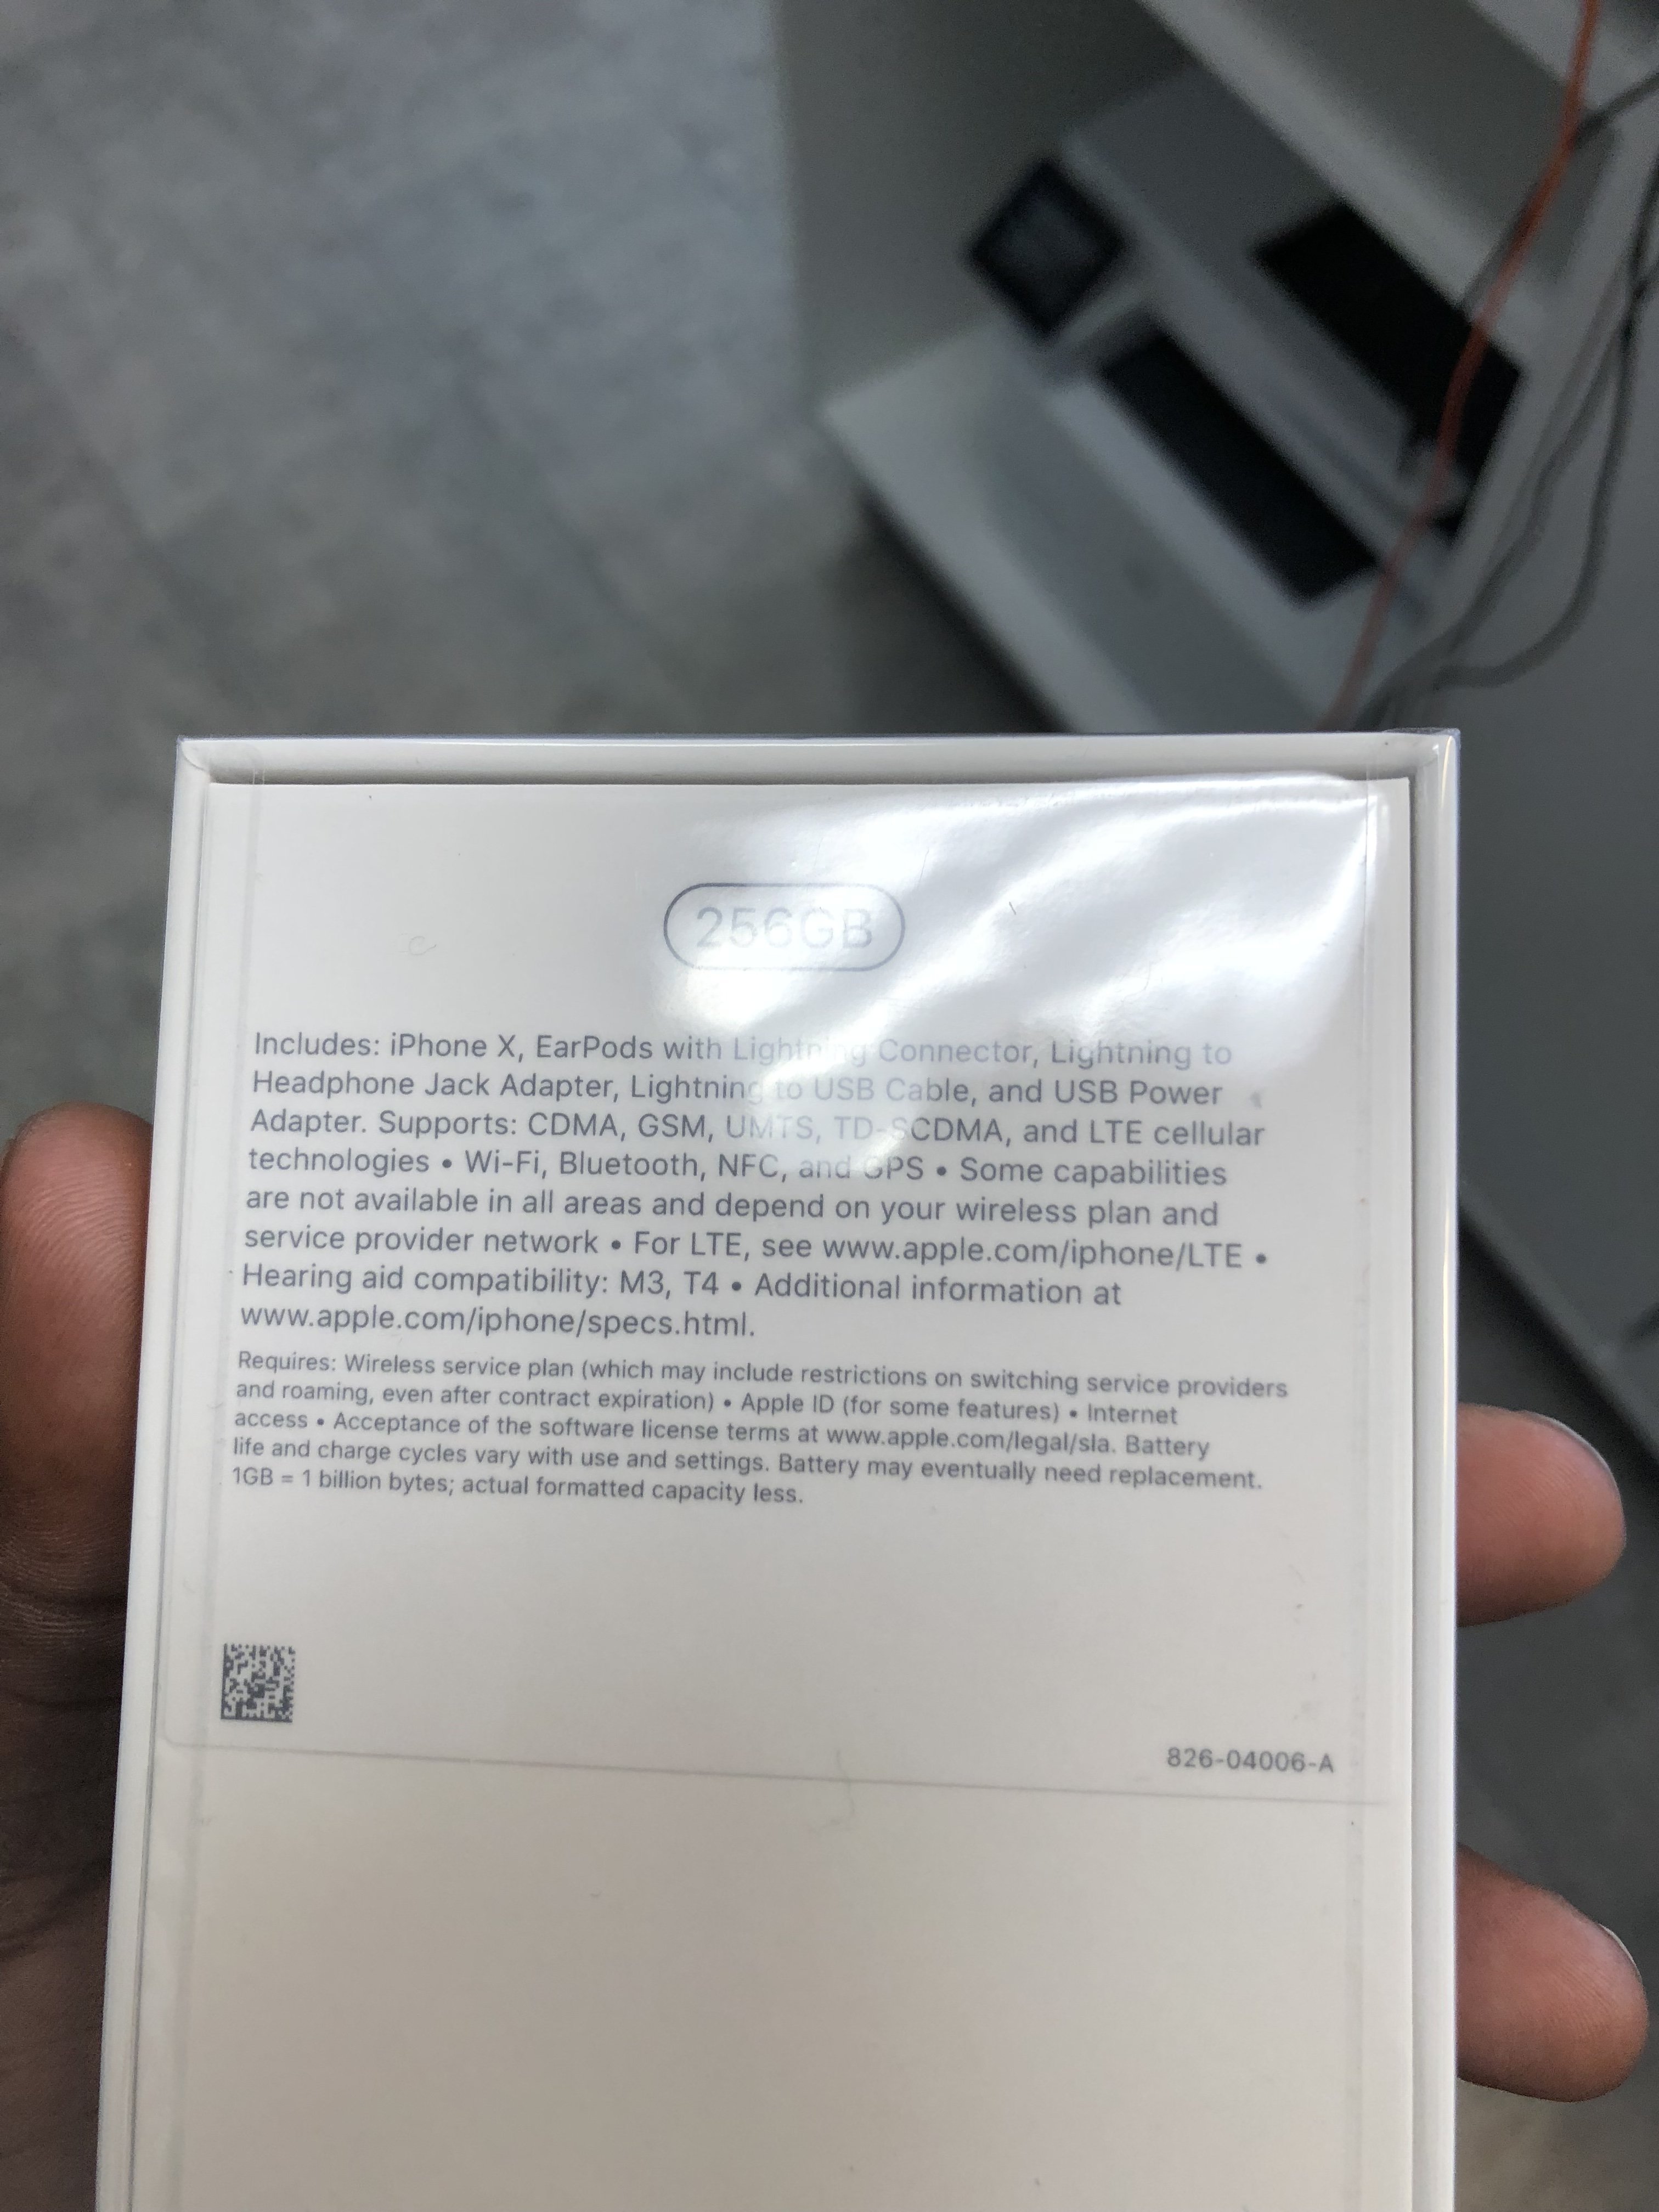 256GB
Includes: iPhone X, EarPods with Lightning Connector, Lightning to
Headphone Jack Adapter, Lightning to USB Cable, and USB Power
Adapter. Supports: CDMA, GSM, UMTS, TD-SCDMA, and LTE cellular
technologies • Wi-Fi, Bluetooth, NFC, and GPS • Some capabilities
are not available in all areas and depend on your wireless plan and
service provider network • For LTE, see www.apple.com/iphone/LTE •
Hearing aid compatibility: M3, T4 • Additional information at
www.apple.com/iphone/specs.html.
Requires: Wireless service plan (which may include restrictions on switching service providers
and roaming, even after contract expiration) • Apple ID (for some features) • Internet
access • Acceptance of the software license terms at www.apple.com/legal/sla. Battery
life and charge cycles vary with use and settings. Battery may eventually need replacement.
1GB = 1 billion bytes; actual formatted capacity less.
826-04006-A